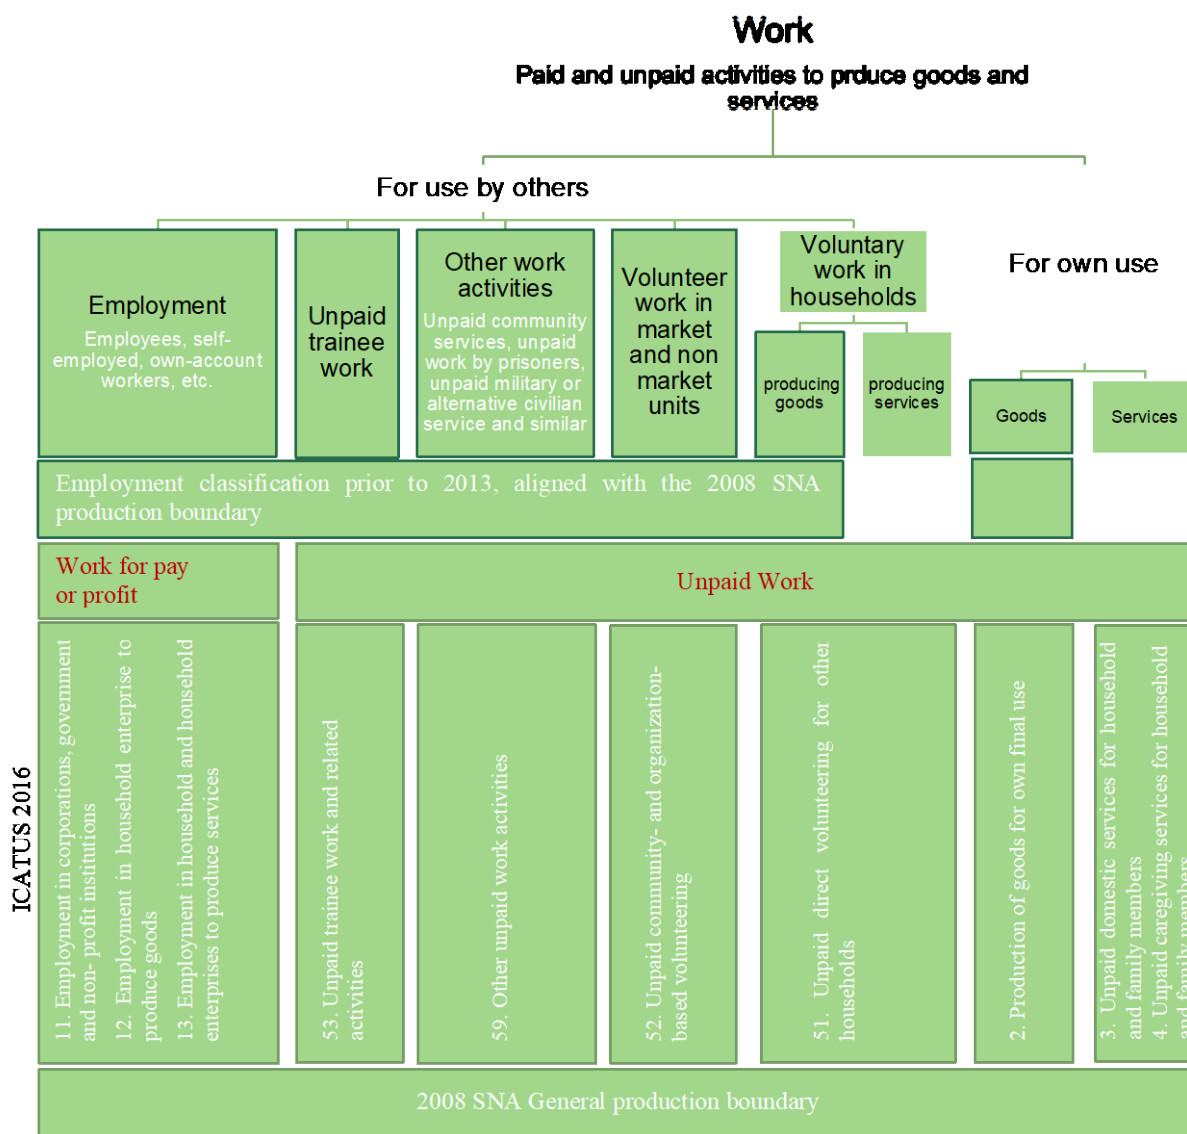 Work
Paid and unpaid activities to prduce goods and
services
For use by others
For own use
Employment
Employees, self-
employed, own-account
workers, etc.
Unpaid
trainee
work
Other work
activities
Unpaid community
services, unpaid
work by prisoners,
unpaid military or
alternative civilian
service and similar
Volunteer
work in
market
and non
market
units
Voluntary
work in
households
producing
goods
producing
services
Goods
Services
Employment classification prior to 2013, aligned with the 2008 SNA
production boundary
Work for pay
or profit
Unpaid Work
ICATUS 2016
11. Employment in corporations, government
and non- profit institutions
12. Employment in household enterprise to
produce goods
13. Employment in household and household
enterprises to produce services
53. Unpaid trainee work and related
activities
59. Other unpaid work activities
52. Unpaid community- and organization-
based volunteering
51. Unpaid direct volunteering for other
households
2. Production of goods for own final use
3. Unpaid domestic services for household
and family members
4. Unpaid caregiving services for household
and family members
2008 SNA General production boundary